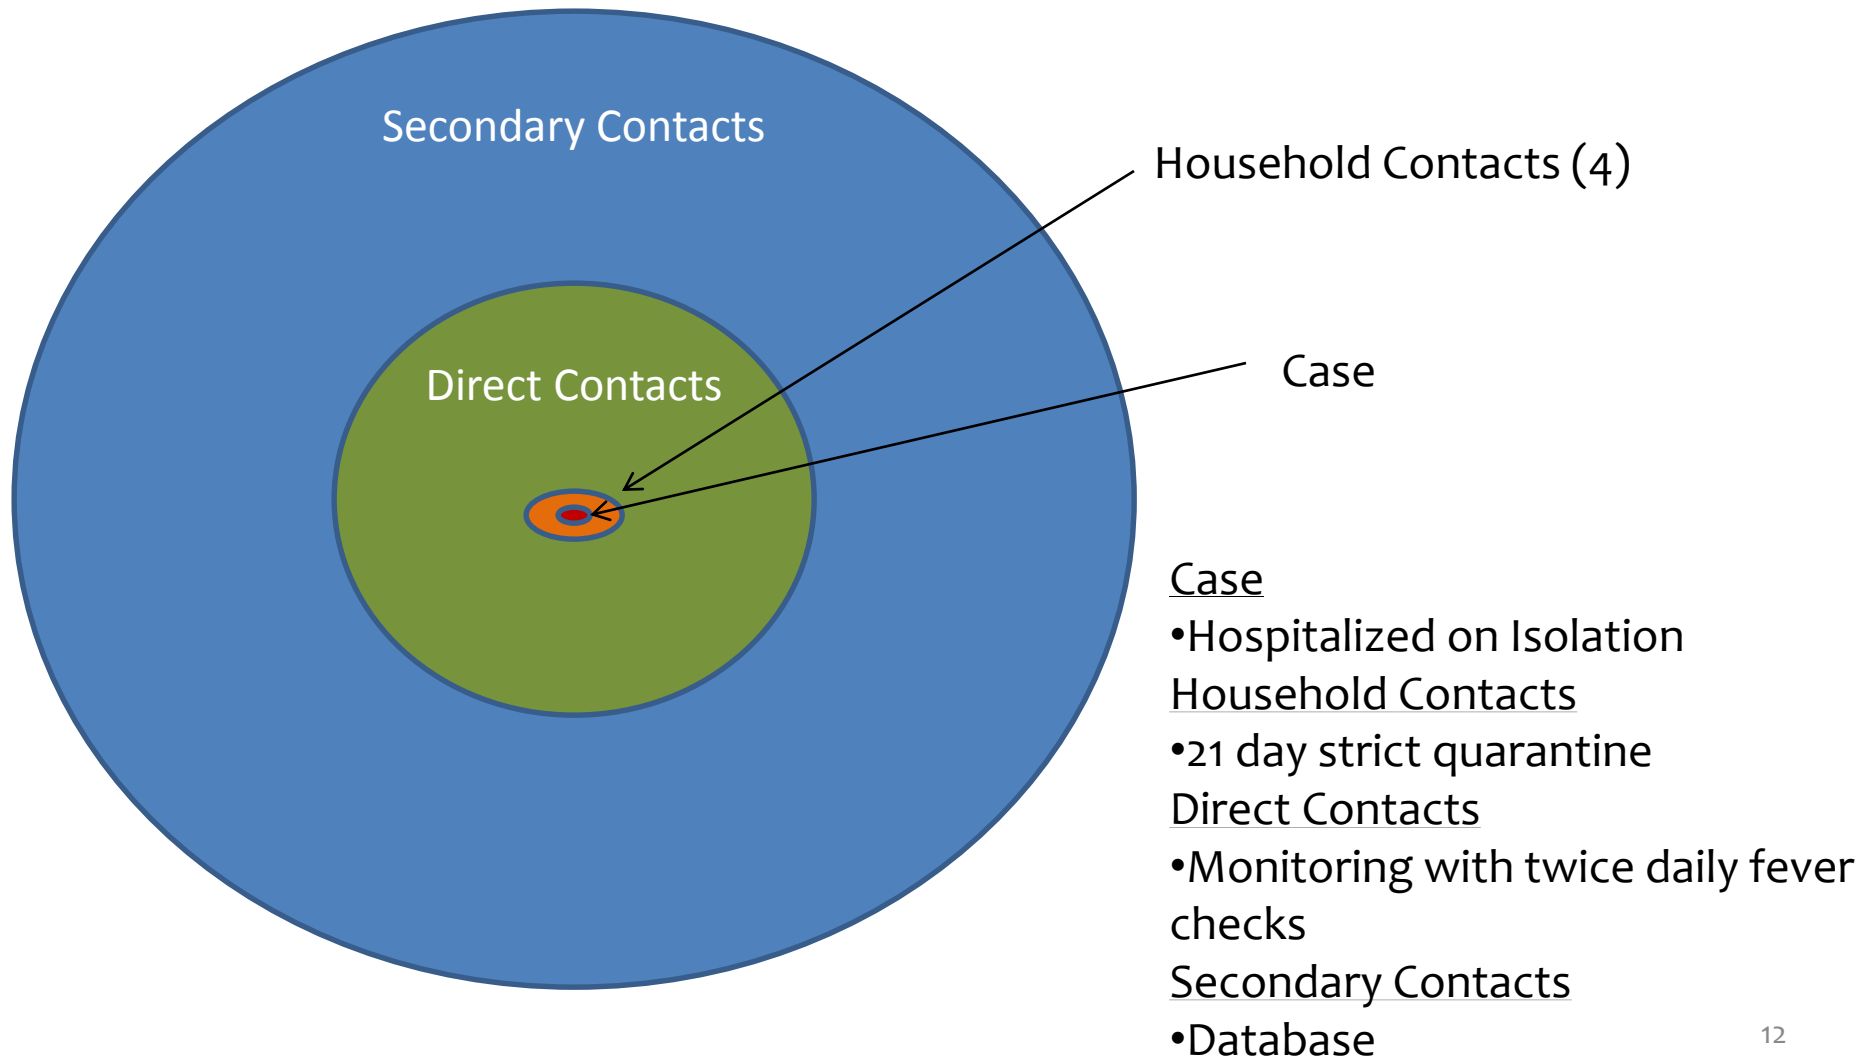 Secondary Contacts
Household Contacts (4)
Case
Direct Contacts
Case
•Hospitalized on Isolation
Household Contacts
•21 day strict quarantine
Direct Contacts
•Monitoring with twice daily fever
checks
Secondary Contacts
•Database
12